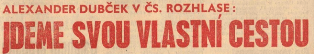 ALEXANDER DUBČEK V ČS. ROZHLASE:
JDEME SVOU VLASTNÍ CESTOU